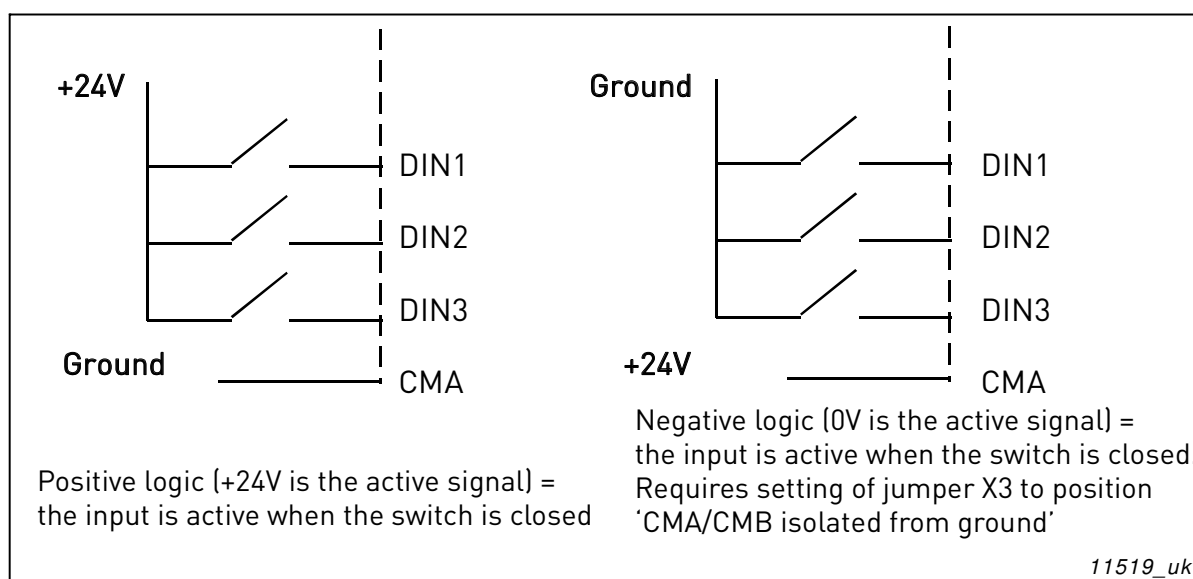 +24V
DIN1
DIN2
DIN3
Ground
CMA
Positive logic (+24V is the active signal) =
the input is active when the switch is closed
Ground
DIN1
DIN2
DIN3
+24V
CMA
Negative logic (0V is the active signal) =
the input is active when the switch is closed.
Requires setting of jumper X3 to position
‘CMA/CMB isolated from ground’
11519_uk